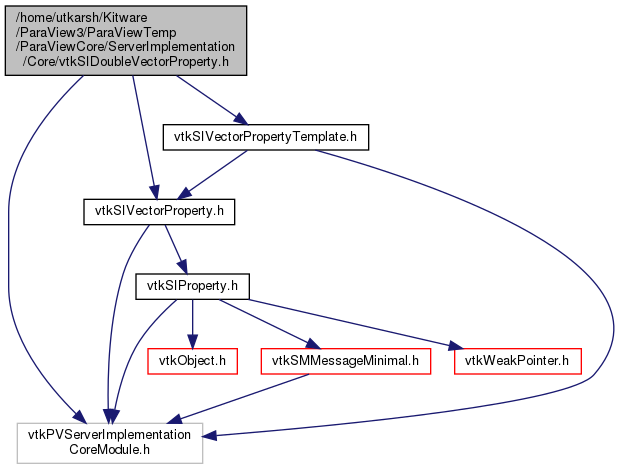 /home/utkarsh/Kitware
/ParaView3/ParaViewTemp
/ParaViewCore/ServerImplementation
/Core/vtkSIDoubleVectorProperty.h
vtkSIVectorPropertyTemplate.h
vtkSIVectorProperty.h
vtkSIProperty.h
vtkObject.h
vtkSMMessageMinimal.h
vtkWeakPointer.h
vtkPVServerImplementation
CoreModule.h